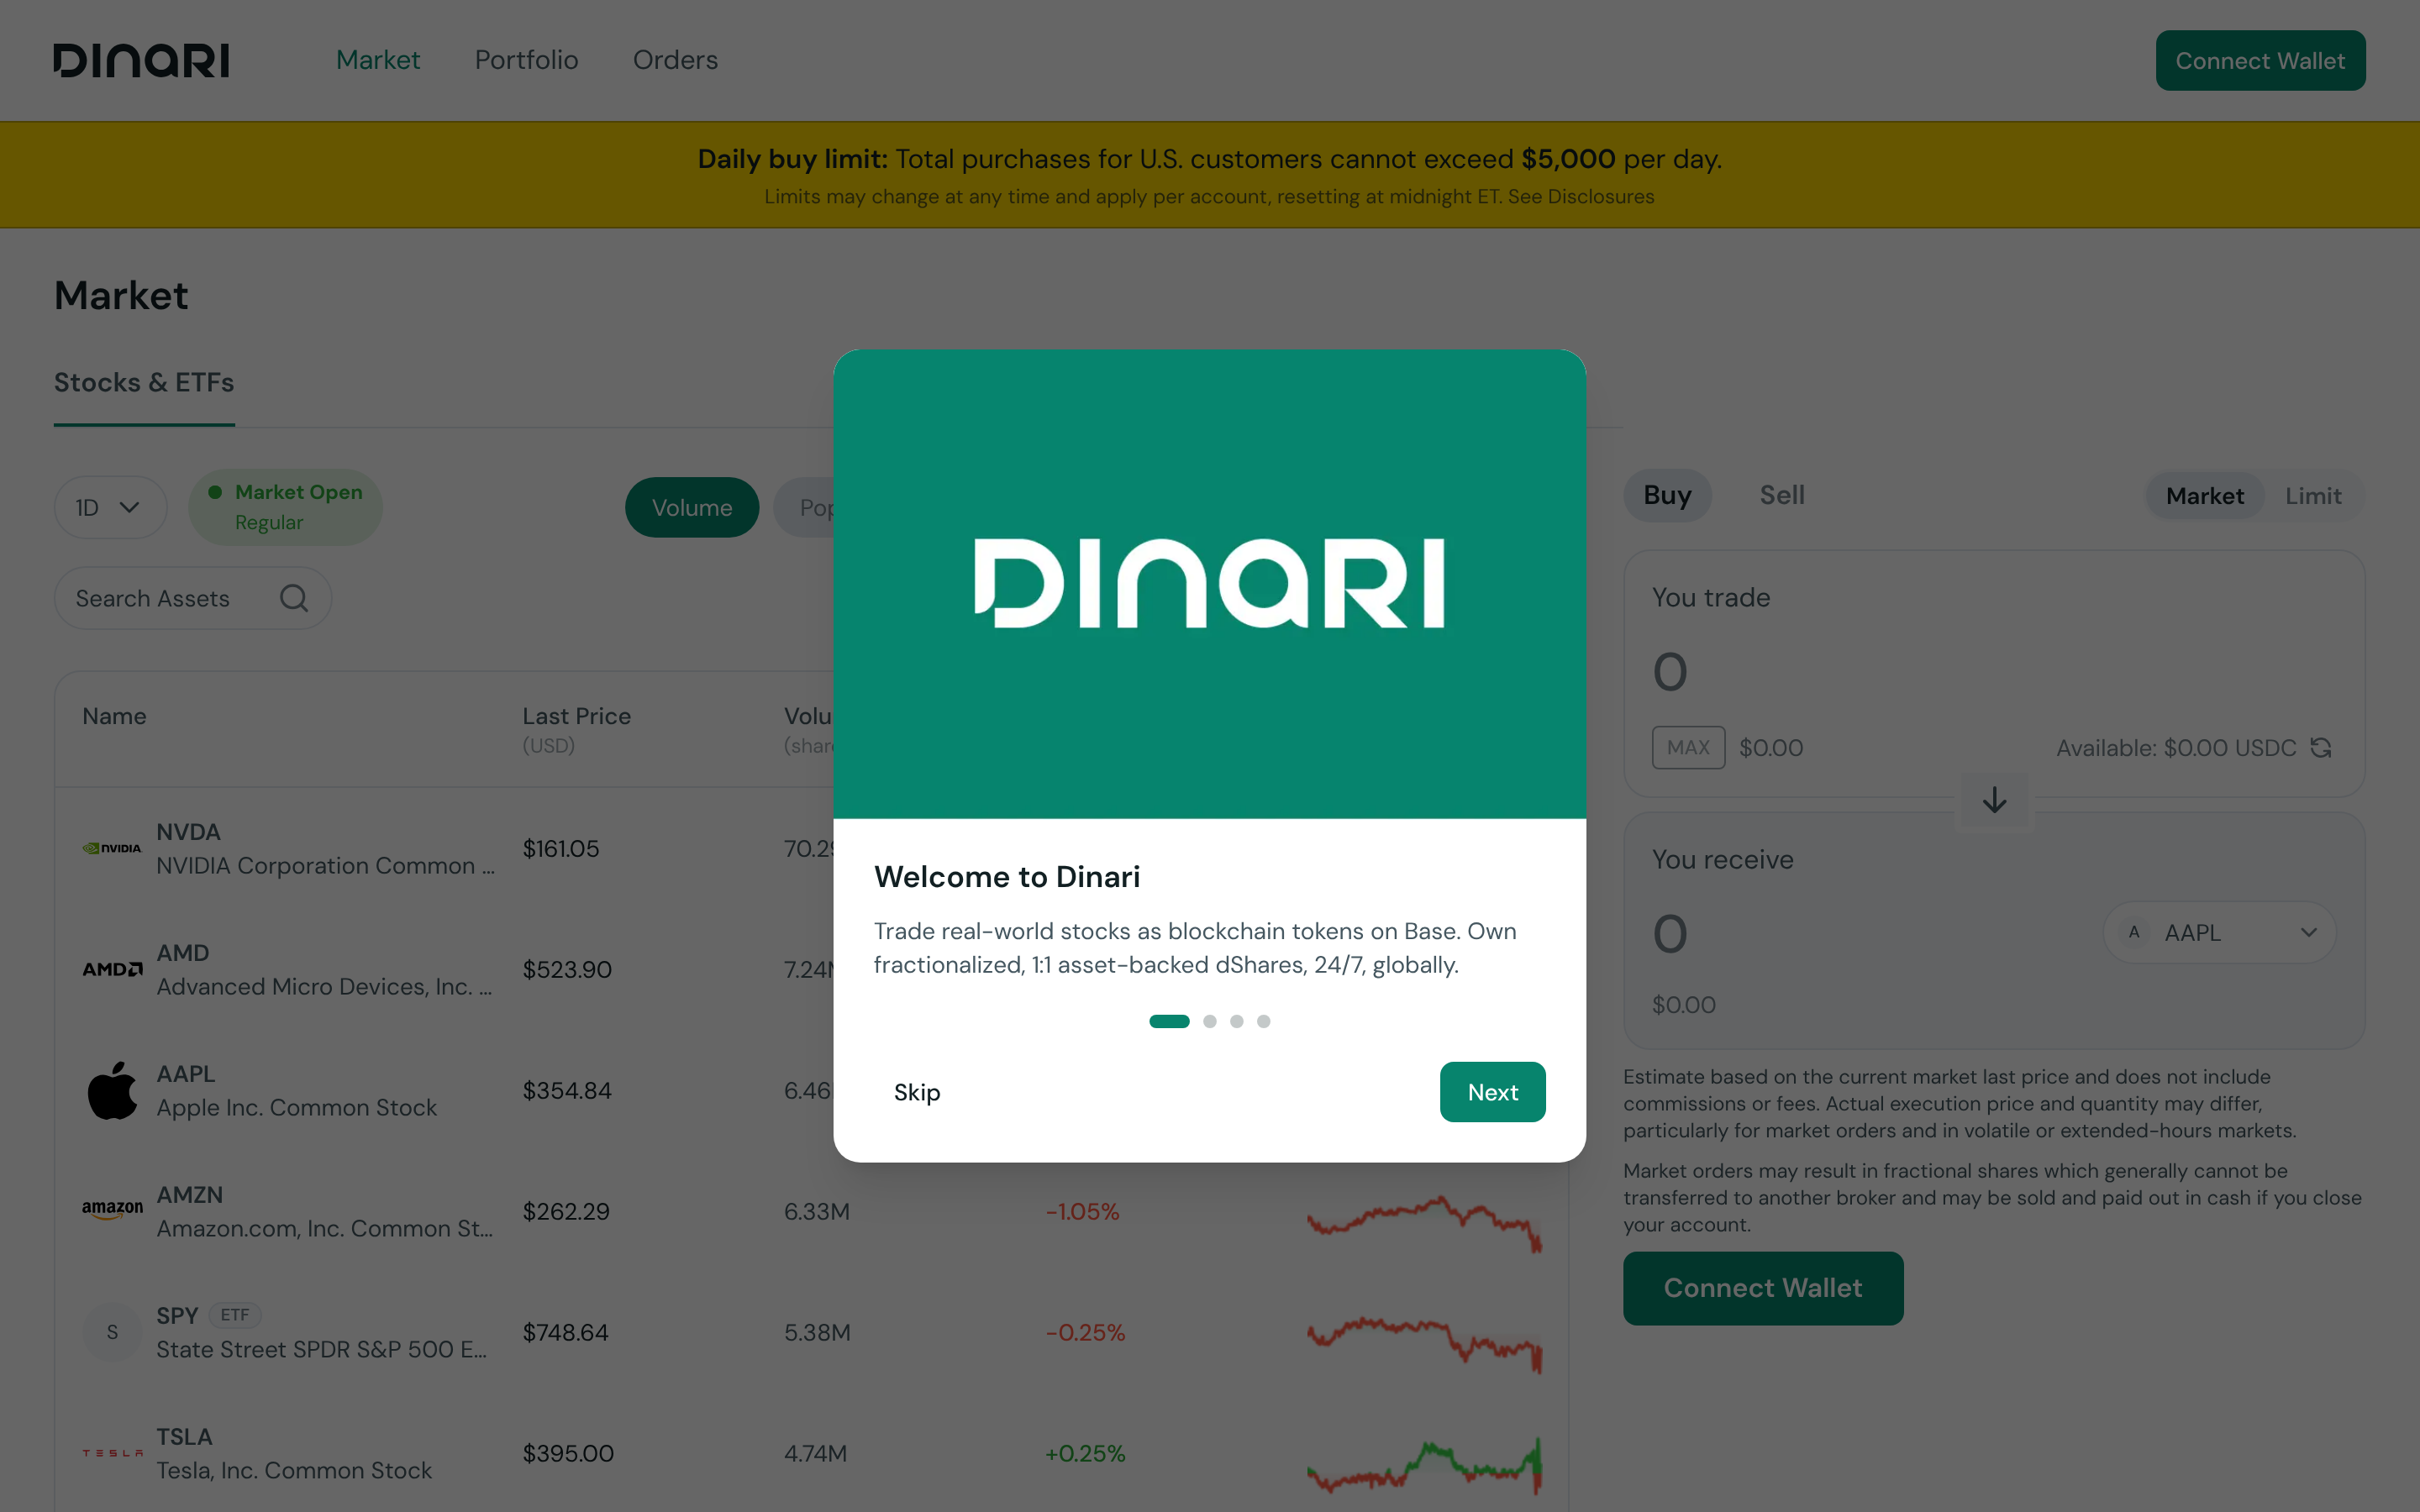 DINARI
Market
Portfolio
Orders
Connect Wallet
Daily buy limit: Total purchases for U.S. customers cannot exceed $5,000 per day.
Limits may change at any time and apply per account, resetting at midnight ET. See Disclosures
Market
Stocks & ETFs
1D
Market Open
Regular
Volume
Search Assets
Name
Last Price
(USD)
NVIDIA
NVDA
NVIDIA Corporation Common ...
$161.05
AMD
AMD
Advanced Micro Devices, Inc. ...
$523.90
AAPL
Apple Inc. Common Stock
$354.84
amazon
AMZN
Amazon.com, Inc. Common St...
$262.29
6.33M
-1.05%
S
SPY
ETF
State Street SPDR S&P 500 E...
$748.64
5.38M
-0.25%
TESLA
TSLA
Tesla, Inc. Common Stock
$395.00
4.74M
+0.25%
DINARI
Welcome to Dinari
Trade real-world stocks as blockchain tokens on Base. Own
fractionalized, 1:1 asset-backed dShares, 24/7, globally.
Skip
Next
Buy
Sell
Market
Limit
You trade
0
MAX
$0.00
Available: $0.00 USDC
You receive
0
A
AAPL
$0.00
Estimate based on the current market last price and does not include
commissions or fees. Actual execution price and quantity may differ,
particularly for market orders and in volatile or extended-hours markets.
Market orders may result in fractional shares which generally cannot be
transferred to another broker and may be sold and paid out in cash if you close
your account.
Connect Wallet